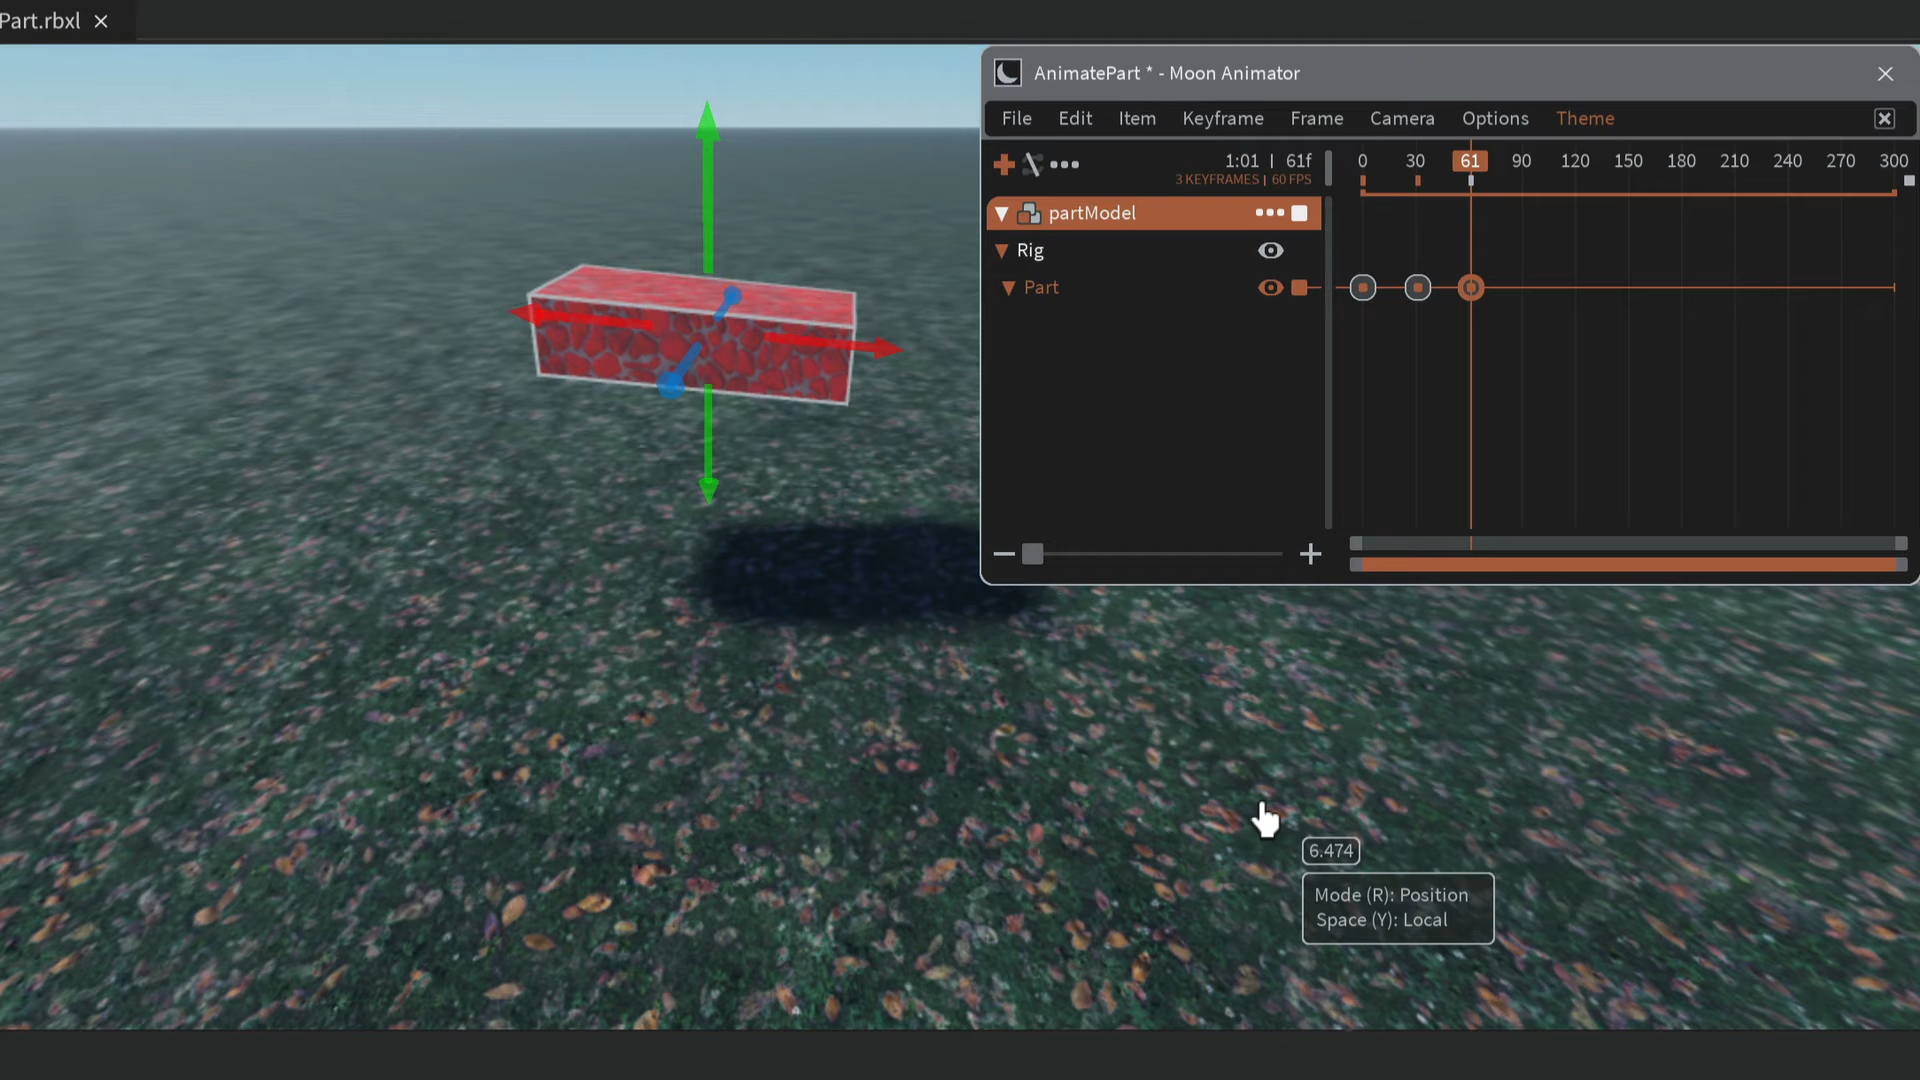 Part.rbxl
AnimatePart * - Moon Animator
File Edit Item Keyframe Frame Camera Options Theme
1:01 | 61f
3 KEYFRAMES | 60 FPS
0 30 61 90 120 150 180 210 240 270 300
partModel
Rig
Part
6.474
Mode (R): Position
Space (Y): Local